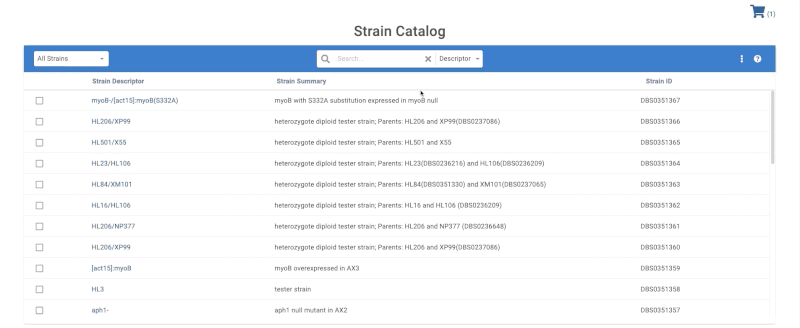 (1)
Strain Catalog
All Strains Search... Descriptor
Strain Descriptor Strain Summary Strain ID
myoB-/[act15]:myoB(S332A) myoB with S332A substitution expressed in myoB null DBS0351367
HL206/XP99 heterozygote diploid tester strain; Parents: HL206 and XP99(DBS0237086) DBS0351366
HL501/X55 heterozygote diploid tester strain; Parents: HL501 and X55 DBS0351365
HL23/HL106 heterozygote diploid tester strain; Parents: HL23(DBS0236216) and HL106(DBS0236209) DBS0351364
HL84/XM101 heterozygote diploid tester strain; Parents: HL84(DBS0351330) and XM101(DBS0237065) DBS0351363
HL16/HL106 heterozygote diploid tester strain; Parents: HL16 and HL106 (DBS0236209) DBS0351362
HL206/NP377 heterozygote diploid tester strain; Parents: HL206 and NP377 (DBS0236648) DBS0351361
HL206/XP99 heterozygote diploid tester strain; Parents: HL206 and XP99(DBS0237086) DBS0351360
[act15]:myoB myoB overexpressed in AX3 DBS0351359
HL3 tester strain DBS0351358
aph1- aph1 null mutant in AX2 DBS0351357